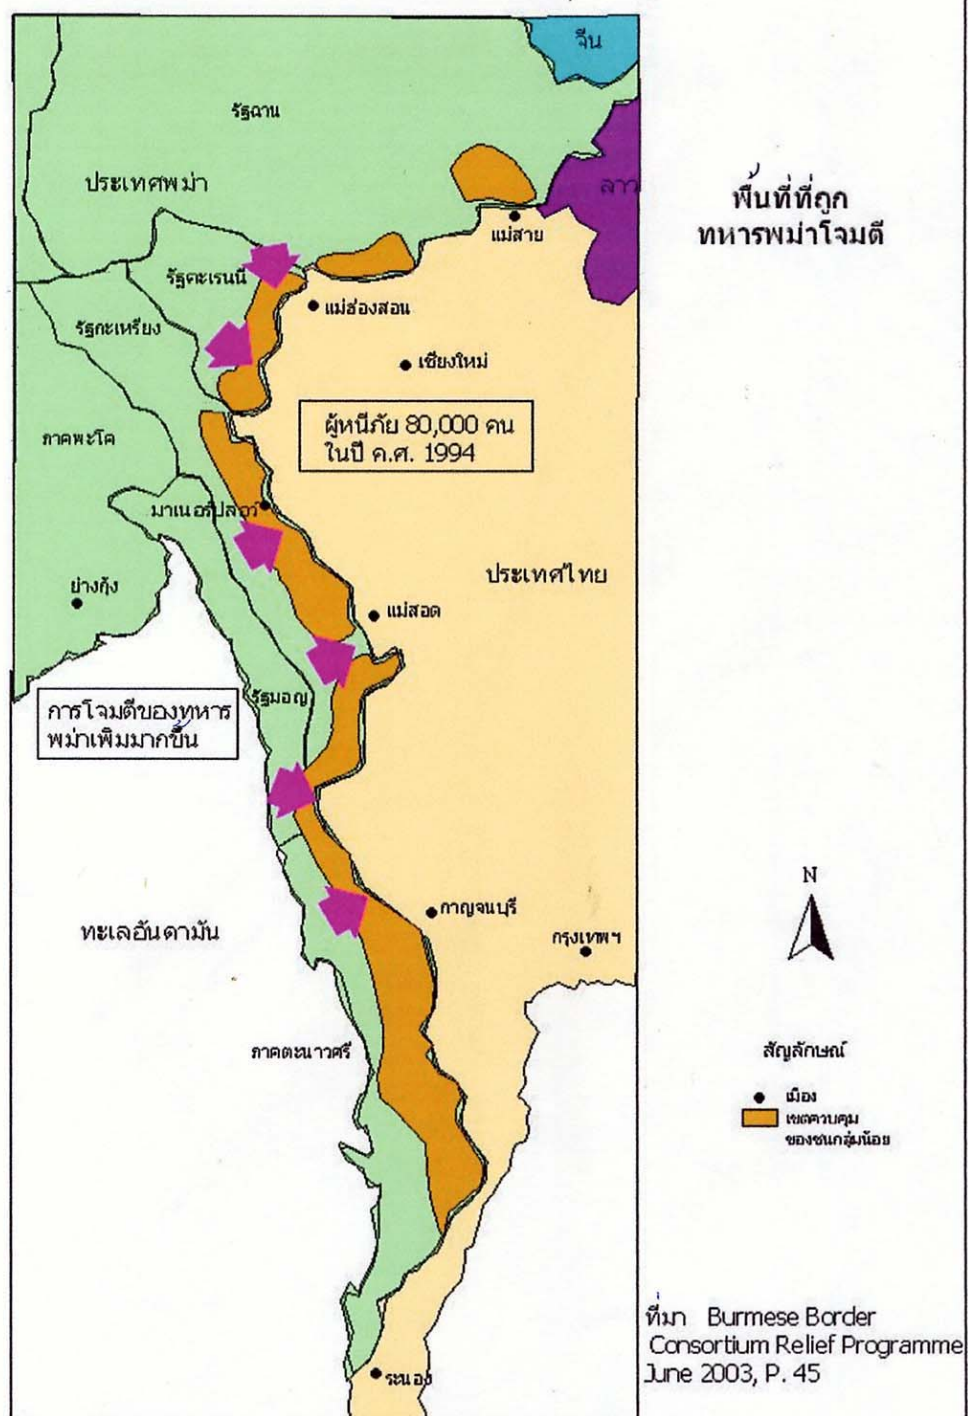 จีน
รัฐฉาน
ประเทศพม่า
ลาว
พื้นที่ที่ถูก
ทหารพม่าโจมตี
แม่สาย
รัฐคะเรนนี
แม่ฮ่องสอน
รัฐกะเหรี่ยง
เชียงใหม่
ผู้หนีภัย 80,000 คน
ในปี ค.ศ. 1994
ภาคพะโค
มาเนอร์ปลอว์
ประเทศไทย
ย่างกุ้ง
แม่สอด
รัฐมอญ
การโจมตีของทหาร
พม่าเพิ่มมากขึ้น
N
กาญจนบุรี
ทะเลอันดามัน
กรุงเทพฯ
ภาคตะนาวศรี
สัญลักษณ์
เมือง
เขตควบคุม
ของชนกลุ่มน้อย
ที่มา Burmese Border
Consortium Relief Programme
June 2003, P. 45
ระนอง